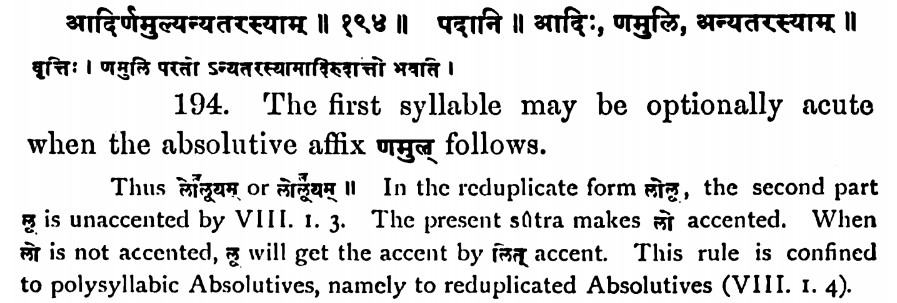 आदिर्णमुल्यन्यतरस्याम् ॥ १९४ ॥ पदानि ॥ आदिः, णमुलि, अन्यतरस्याम् ॥
वृत्तिः । णमुलि परतो ऽन्यतरस्यामादिरुदात्तो भवति ।
194. The first syllable may be optionally acute
when the absolutive affix णमुल् follows.
Thus लो꣡लूयम् or लोलू꣡यम् ॥ In the reduplicate form लोलू, the second part
लू is unaccented by VIII. 1. 3. The present sûtra makes लो accented. When
लो is not accented, लू will get the accent by लित् accent. This rule is confined
to polysyllabic Absolutives, namely to reduplicated Absolutives (VIII. 1. 4).